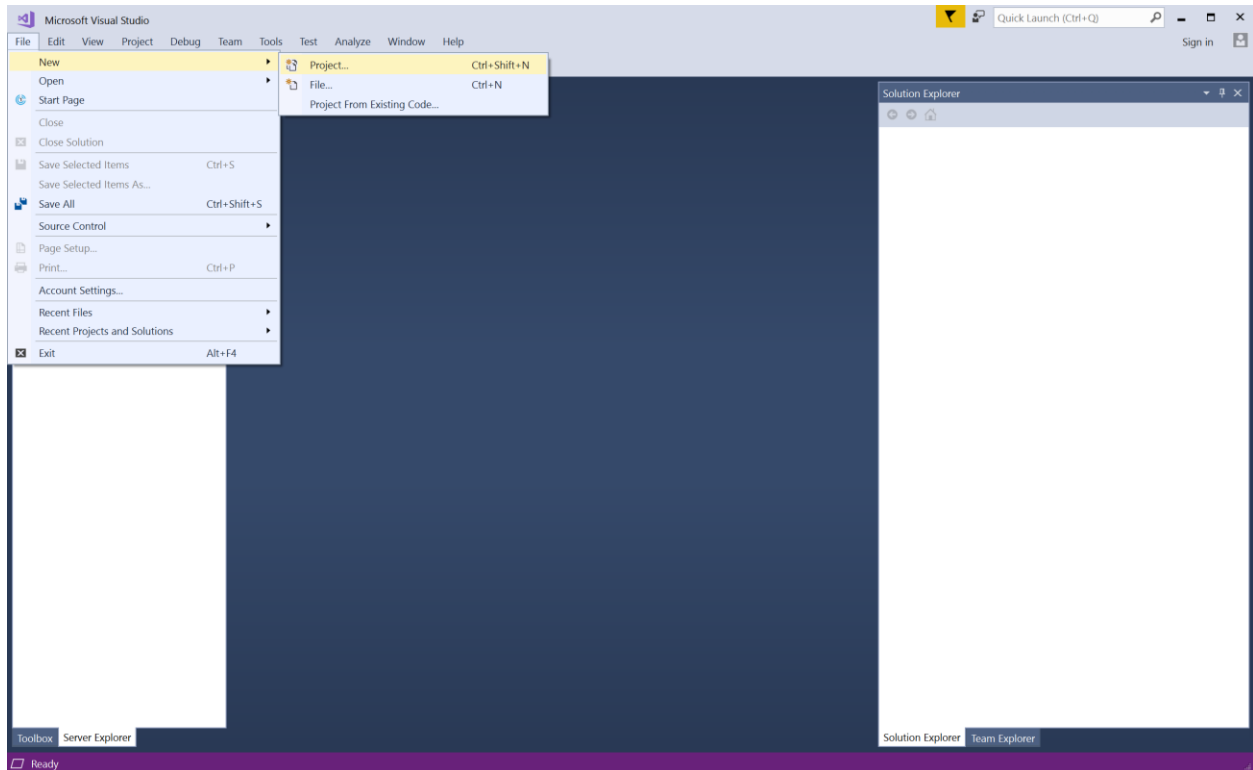 Microsoft Visual Studio
Quick Launch (Ctrl+Q)
File Edit View Project Debug Team Tools Test Analyze Window Help
Sign in
New
Project... Ctrl+Shift+N
File... Ctrl+N
Project From Existing Code...
Open
Start Page
Close
Close Solution
Save Selected Items Ctrl+S
Save Selected Items As...
Save All Ctrl+Shift+S
Source Control
Page Setup...
Print... Ctrl+P
Account Settings...
Recent Files
Recent Projects and Solutions
Exit Alt+F4
Solution Explorer
Toolbox Server Explorer
Solution Explorer Team Explorer
Ready